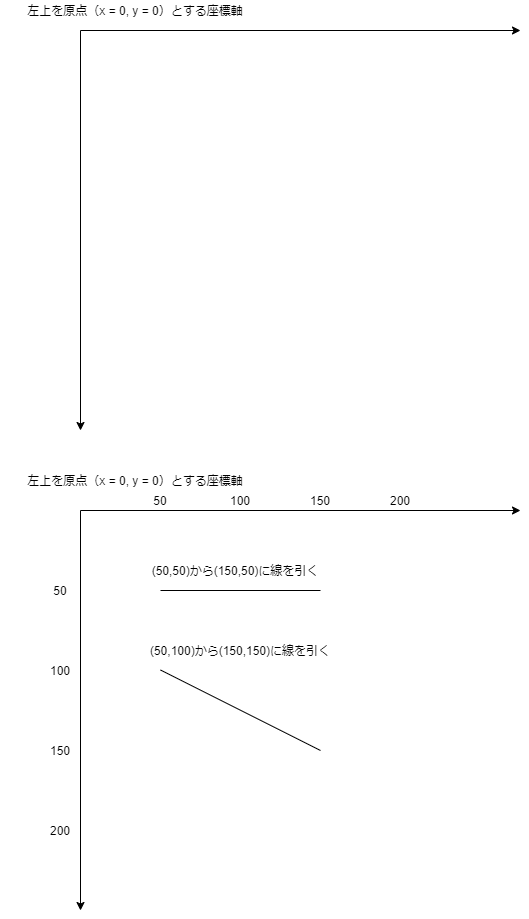 左上を原点（x = 0, y = 0）とする座標軸
左上を原点（x = 0, y = 0）とする座標軸
50 100 150 200
(50,50)から(150,50)に線を引く
50
(50,100)から(150,150)に線を引く
100
150
200